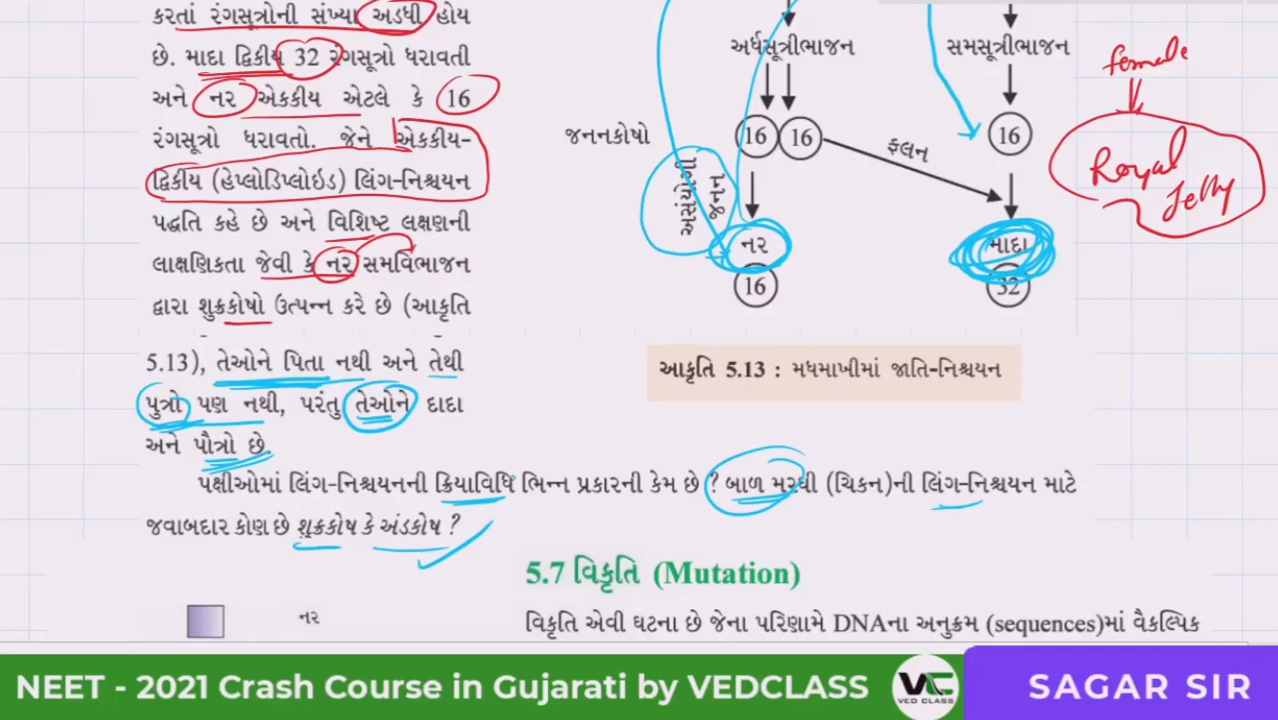 કરતાં રંગસૂત્રોની સંખ્યા અડધી હોય
છે. માદા દ્વિકીય 32 રંગસૂત્રો ધરાવતી
અને નર એકકીય એટલે કે 16
રંગસૂત્રો ધરાવતો. જેને એકકીય-
દ્વિકીય (હેપ્લોડિપ્લોઇડ) લિંગ-નિશ્ચયન
પદ્ધતિ કહે છે અને વિશિષ્ટ લક્ષણની
લાક્ષણિકતા જેવી કે નર સમવિભાજન
દ્વારા શુક્રકોષો ઉત્પન્ન કરે છે (આકૃતિ
5.13), તેઓને પિતા નથી અને તેથી
પુત્રો પણ નથી, પરંતુ તેઓને દાદા
અને પૌત્રો છે.
અર્ધસૂત્રીભાજન
સમસૂત્રીભાજન
જનનકોષો
16 16
16
ફલન
નર
16
માદા
32
female
Royal
Jelly
આકૃતિ 5.13 : મધમાખીમાં જાતિ-નિશ્ચયન
પક્ષીઓમાં લિંગ-નિશ્ચયનની ક્રિયાવિધિ ભિન્ન પ્રકારની કેમ છે ? બાળ મરઘી (ચિકન)ની લિંગ-નિશ્ચયન માટે
જવાબદાર કોણ છે શુક્રકોષ કે અંડકોષ ?
5.7 વિકૃતિ (Mutation)
નર
વિકૃતિ એવી ઘટના છે જેના પરિણામે DNAના અનુક્રમ (sequences)માં વૈકલ્પિક
NEET - 2021 Crash Course in Gujarati by VEDCLASS
VC
VED CLASS
SAGAR SIR